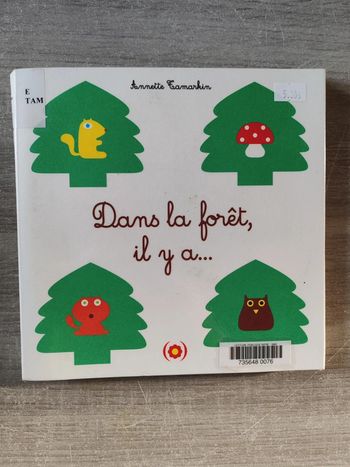 Annette Tamarkin
E
TAM
Dans la forêt,
il y a...
735648 0076